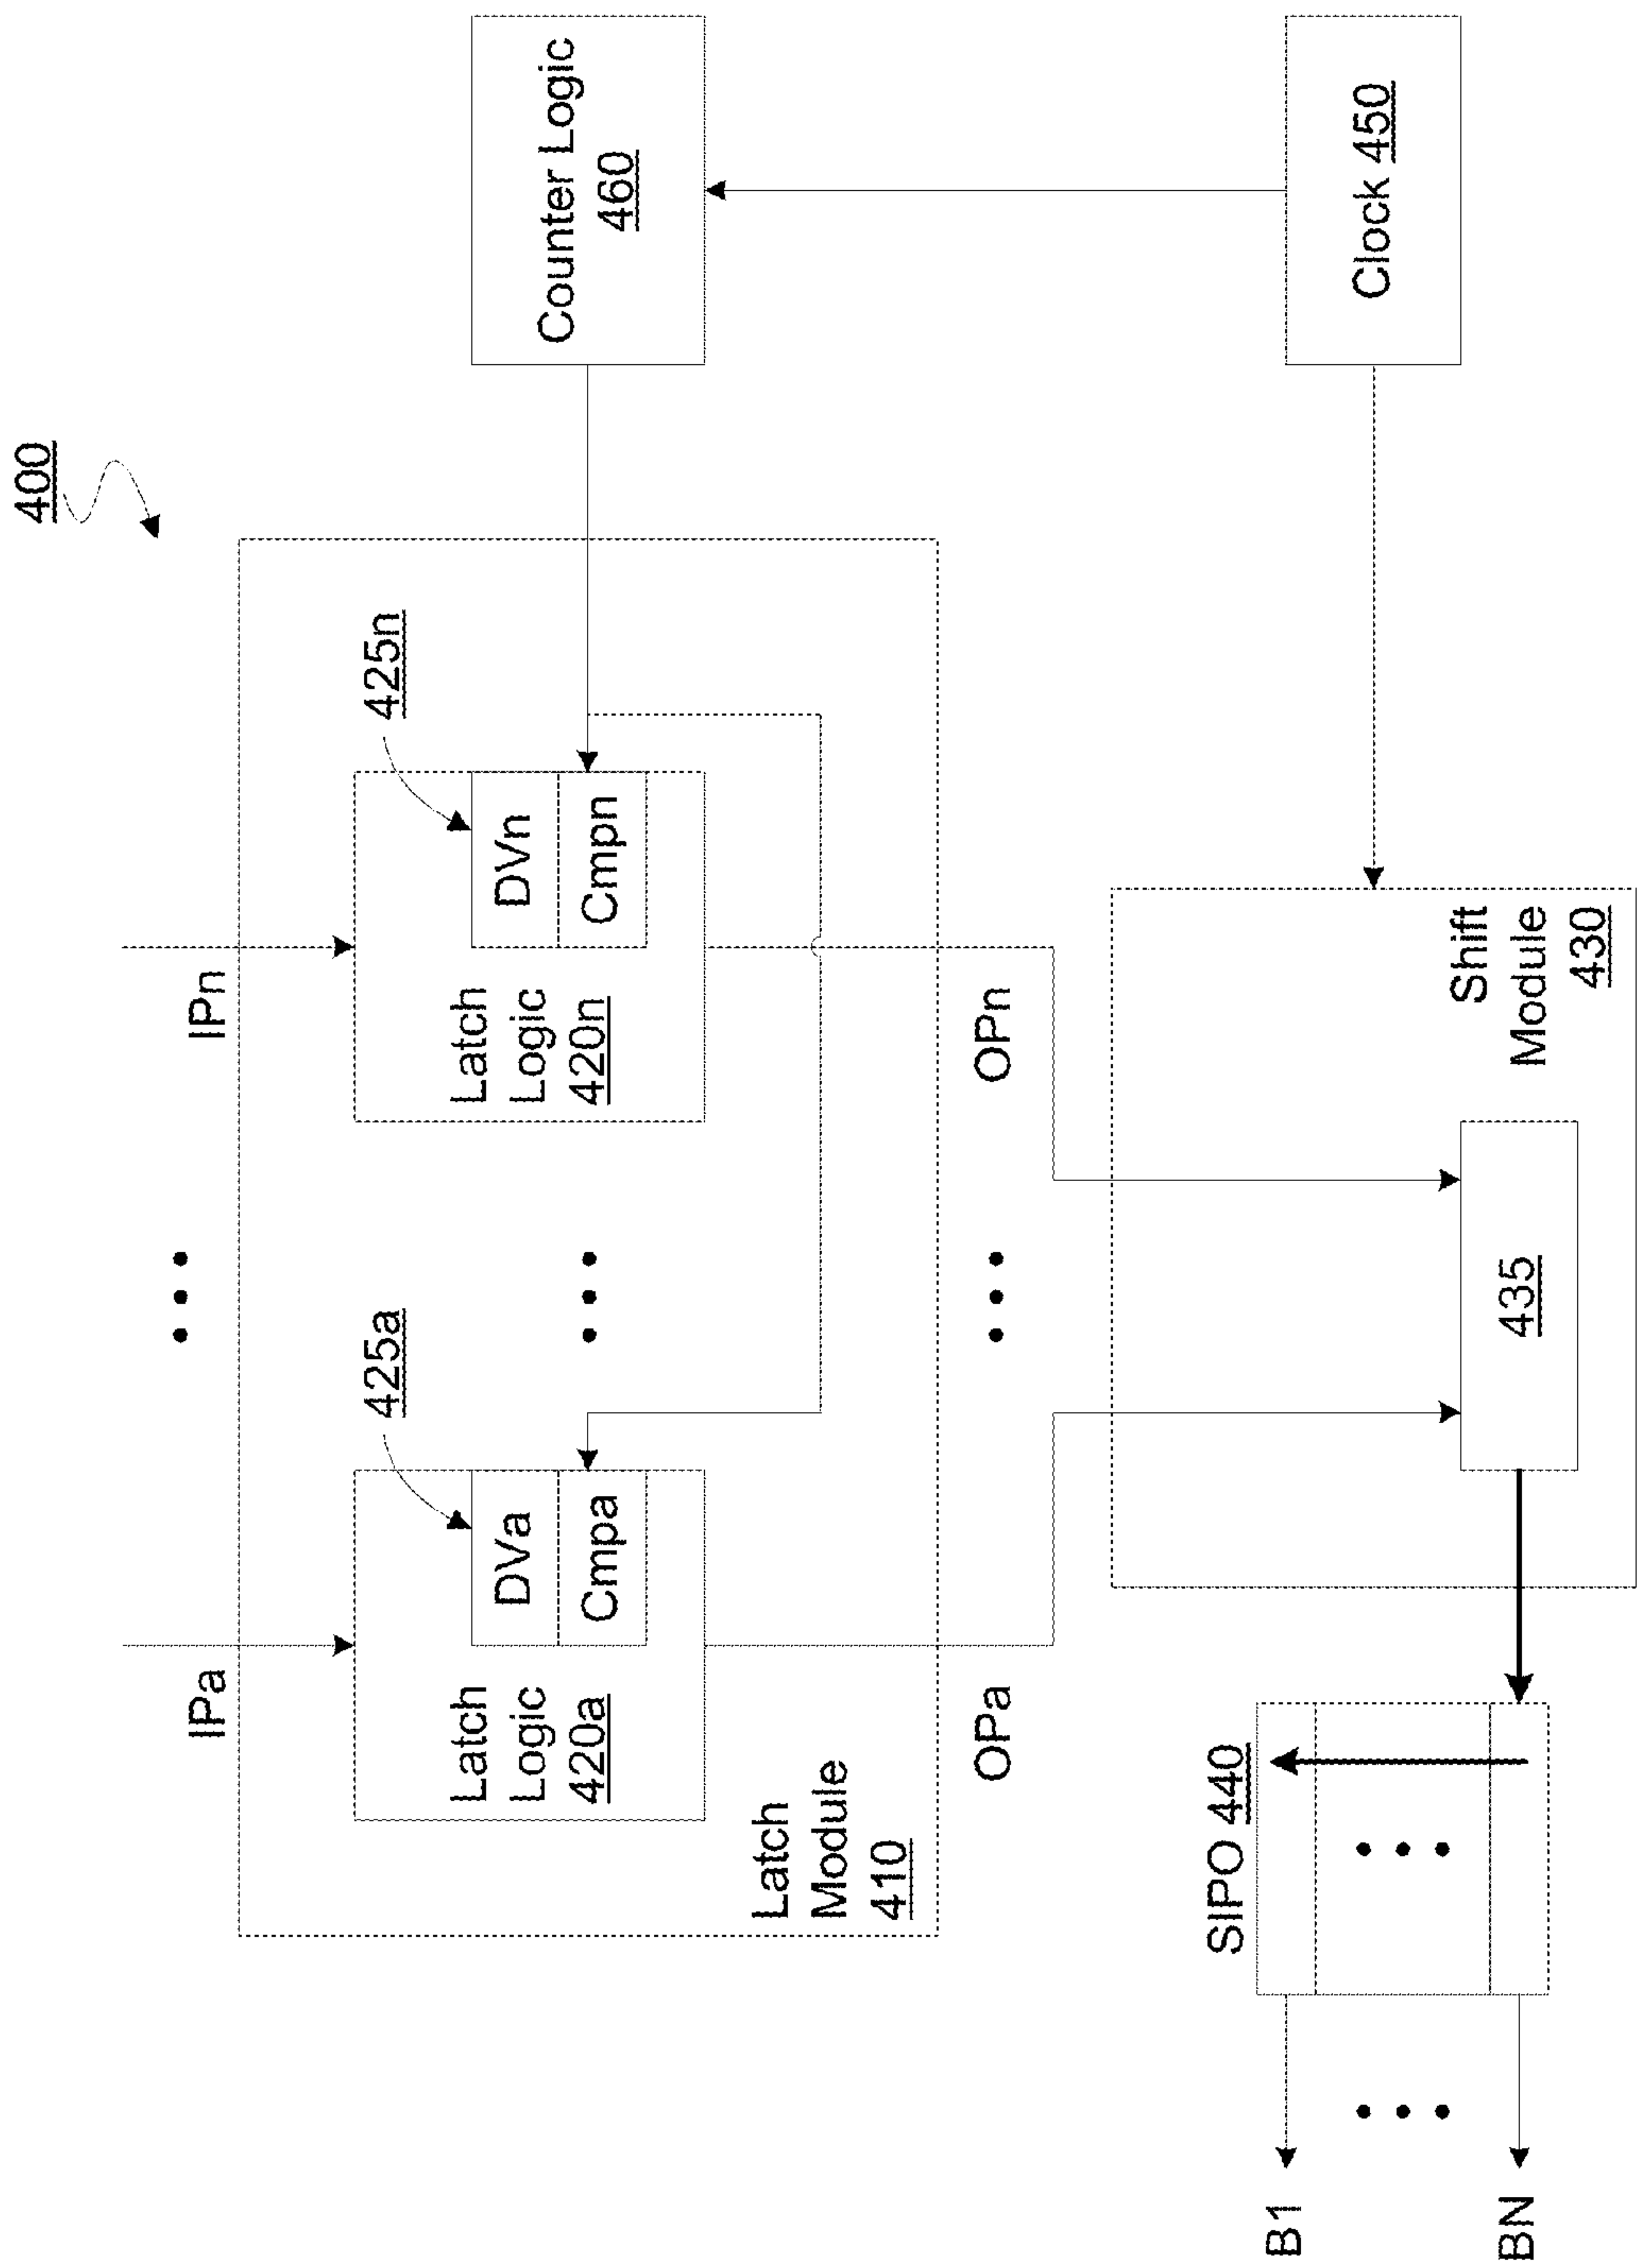 400
IPa
IPn
425a
425n
DVa
Cmpa
Latch
Logic
420a
DVn
Cmpn
Latch
Logic
420n
Latch
Module
410
Counter Logic
460
OPa
OPn
SIPO 440
435
Shift
Module
430
Clock 450
B1
BN